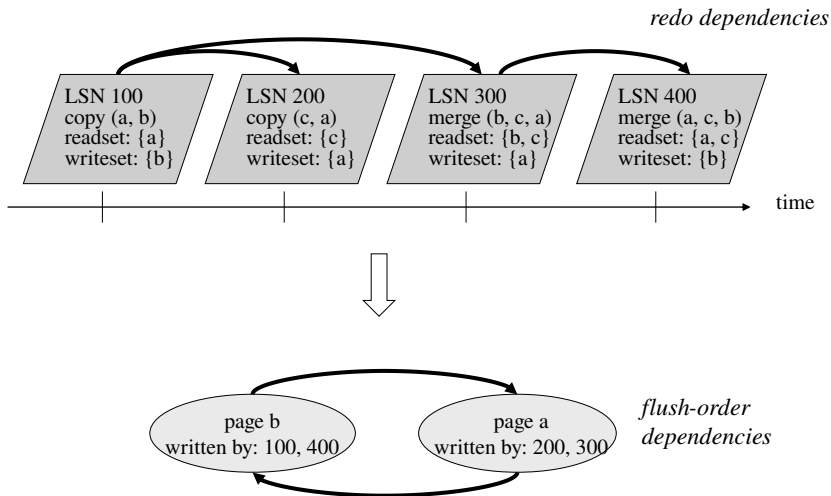 redo dependencies
LSN 100
copy (a, b)
readset: {a}
writeset: {b}
LSN 200
copy (c, a)
readset: {c}
writeset: {a}
LSN 300
merge (b, c, a)
readset: {b, c}
writeset: {a}
LSN 400
merge (a, c, b)
readset: {a, c}
writeset: {b}
time
page b
written by: 100, 400
page a
written by: 200, 300
flush-order
dependencies